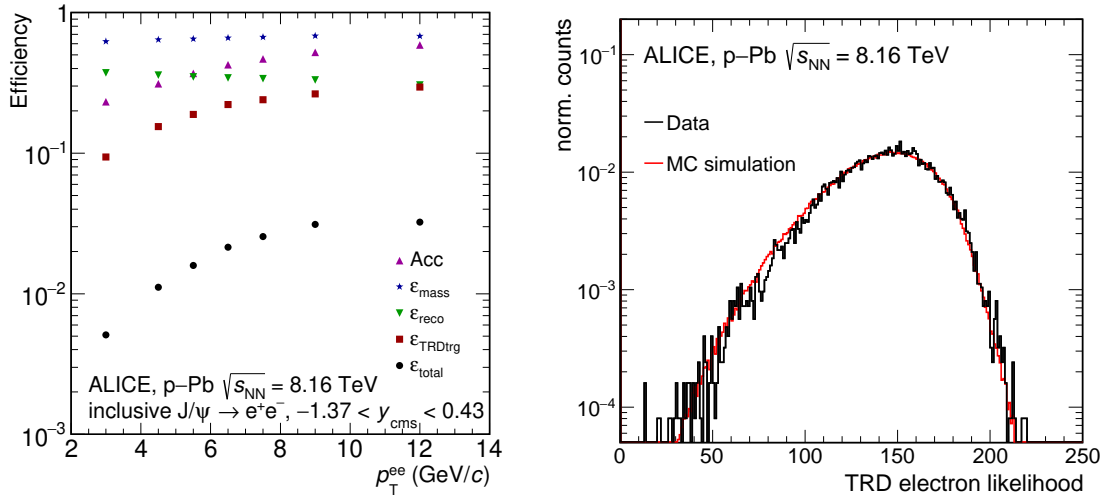 Efficiency
1
10⁻¹
10⁻²
10⁻³
Acc
ε_mass
ε_reco
ε_TRDtrg
ε_total
ALICE, p–Pb √s_NN = 8.16 TeV
inclusive J/ψ → e⁺e⁻, −1.37 < y_cms < 0.43
2 4 6 8 10 12 14
p_T^ee (GeV/c)
norm. counts
10⁻¹
10⁻²
10⁻³
10⁻⁴
ALICE, p–Pb √s_NN = 8.16 TeV
Data
MC simulation
0 50 100 150 200 250
TRD electron likelihood